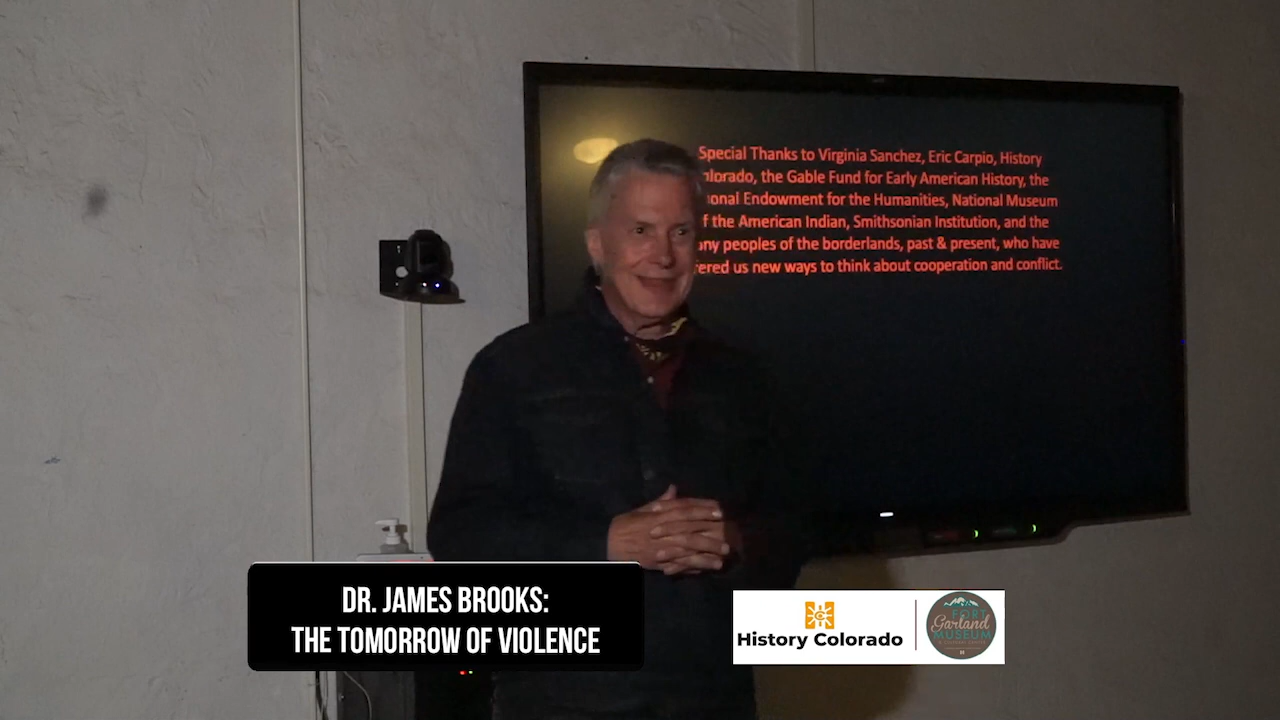 Special Thanks to Virginia Sanchez, Eric Carpio, History
lorado, the Gable Fund for Early American History, the
ional Endowment for the Humanities, National Museum
f the American Indian, Smithsonian Institution, and the
ny peoples of the borderlands, past & present, who have
ered us new ways to think about cooperation and conflict.
DR. JAMES BROOKS:
THE TOMORROW OF VIOLENCE
History Colorado
FORT
Garland
MUSEUM